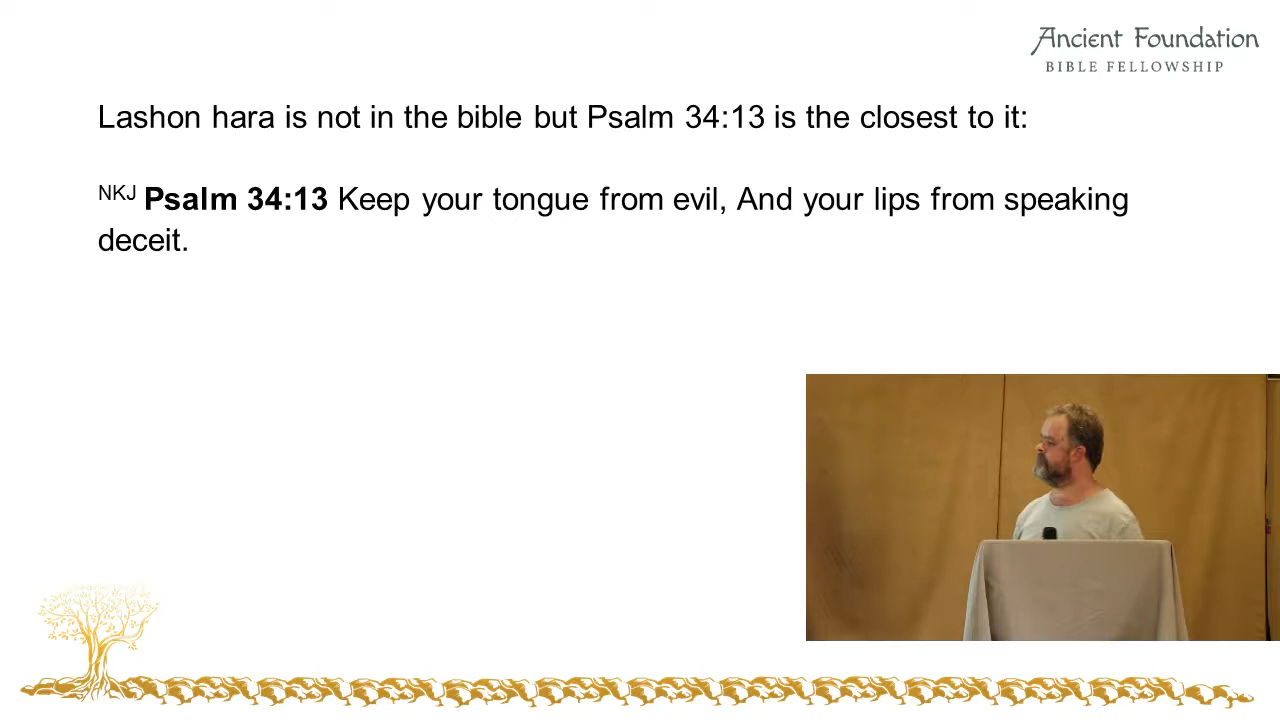 Ancient Foundation
BIBLE FELLOWSHIP
Lashon hara is not in the bible but Psalm 34:13 is the closest to it:
NKJ Psalm 34:13 Keep your tongue from evil, And your lips from speaking
deceit.